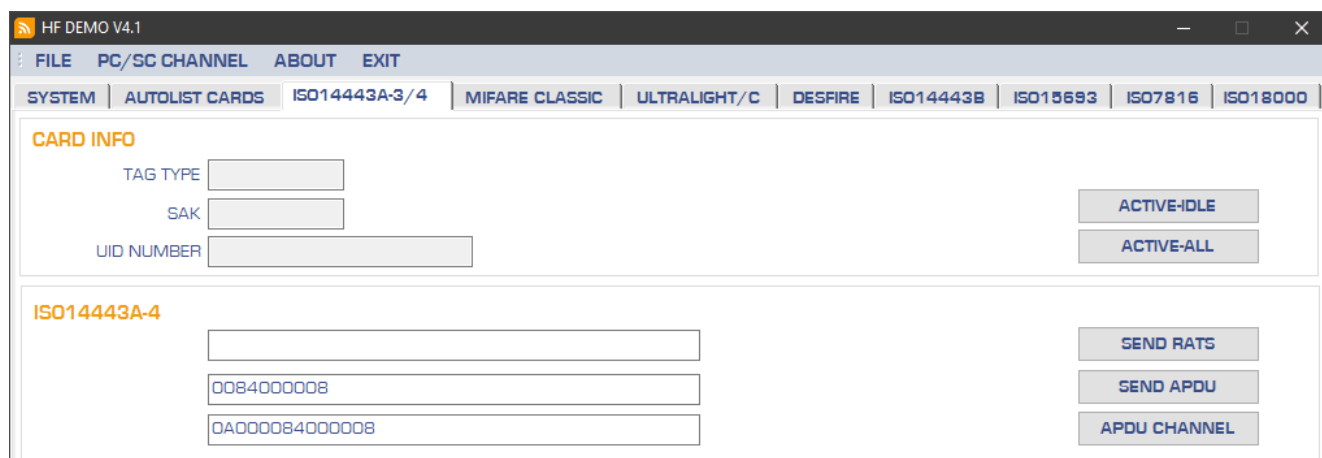 HF DEMO V4.1
FILE PC/SC CHANNEL ABOUT EXIT
SYSTEM AUTOLIST CARDS ISO14443A-3/4 MIFARE CLASSIC ULTRALIGHT/C DESFIRE ISO14443B ISO15693 ISO7816 ISO18000
CARD INFO
TAG TYPE
SAK
ACTIVE-IDLE
UID NUMBER
ACTIVE-ALL
ISO14443A-4
SEND RATS
0084000008 SEND APDU
0A000084000008 APDU CHANNEL